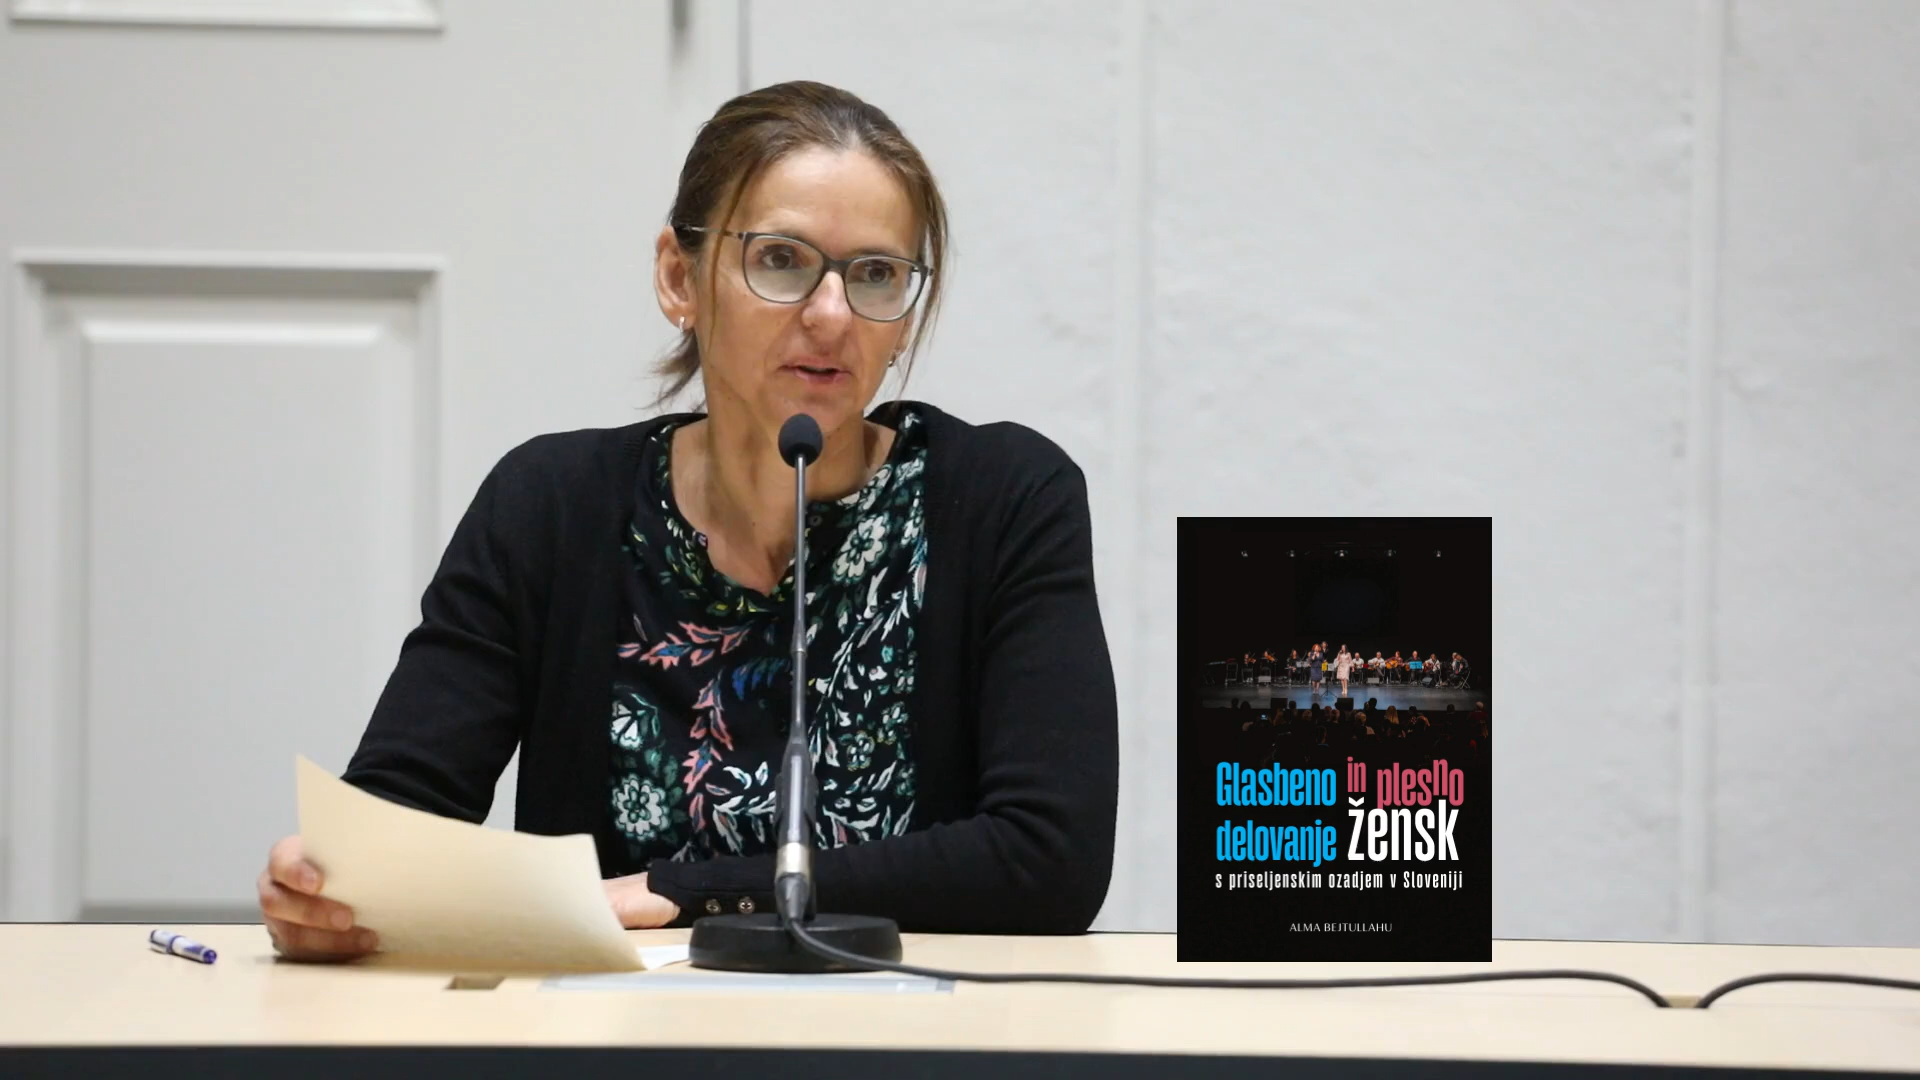 Glasbeno in plesno
delovanje žensk
s priseljenskim ozadjem v Sloveniji
ALMA BEJTULLAHU